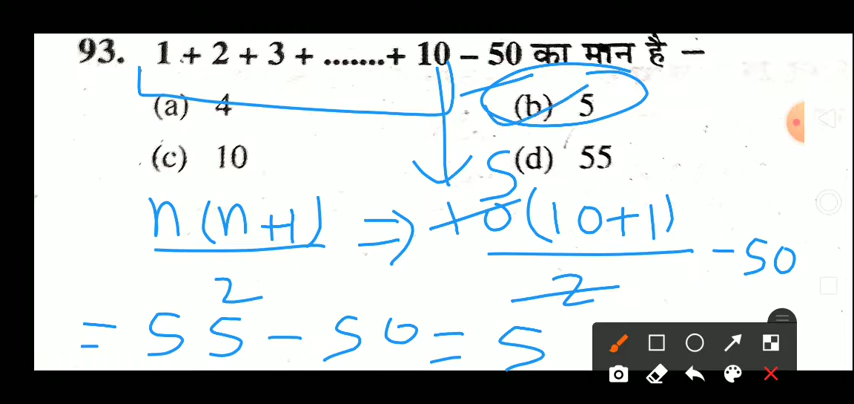 93. 1 + 2 + 3 + .......+ 10 – 50 का मान है –
(a) 4 (b) 5
(c) 10 (d) 55
5
n(n+1) ⇒ 10(10+1) - 50
2 2
= 55 - 50 = 5